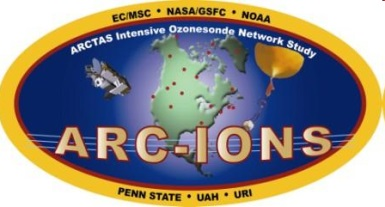 EC/MSC • NASA/GSFC • NOAA
ARCTAS Intensive Ozonesonde Network Study
ARC-IONS
PENN STATE • UAH • URI